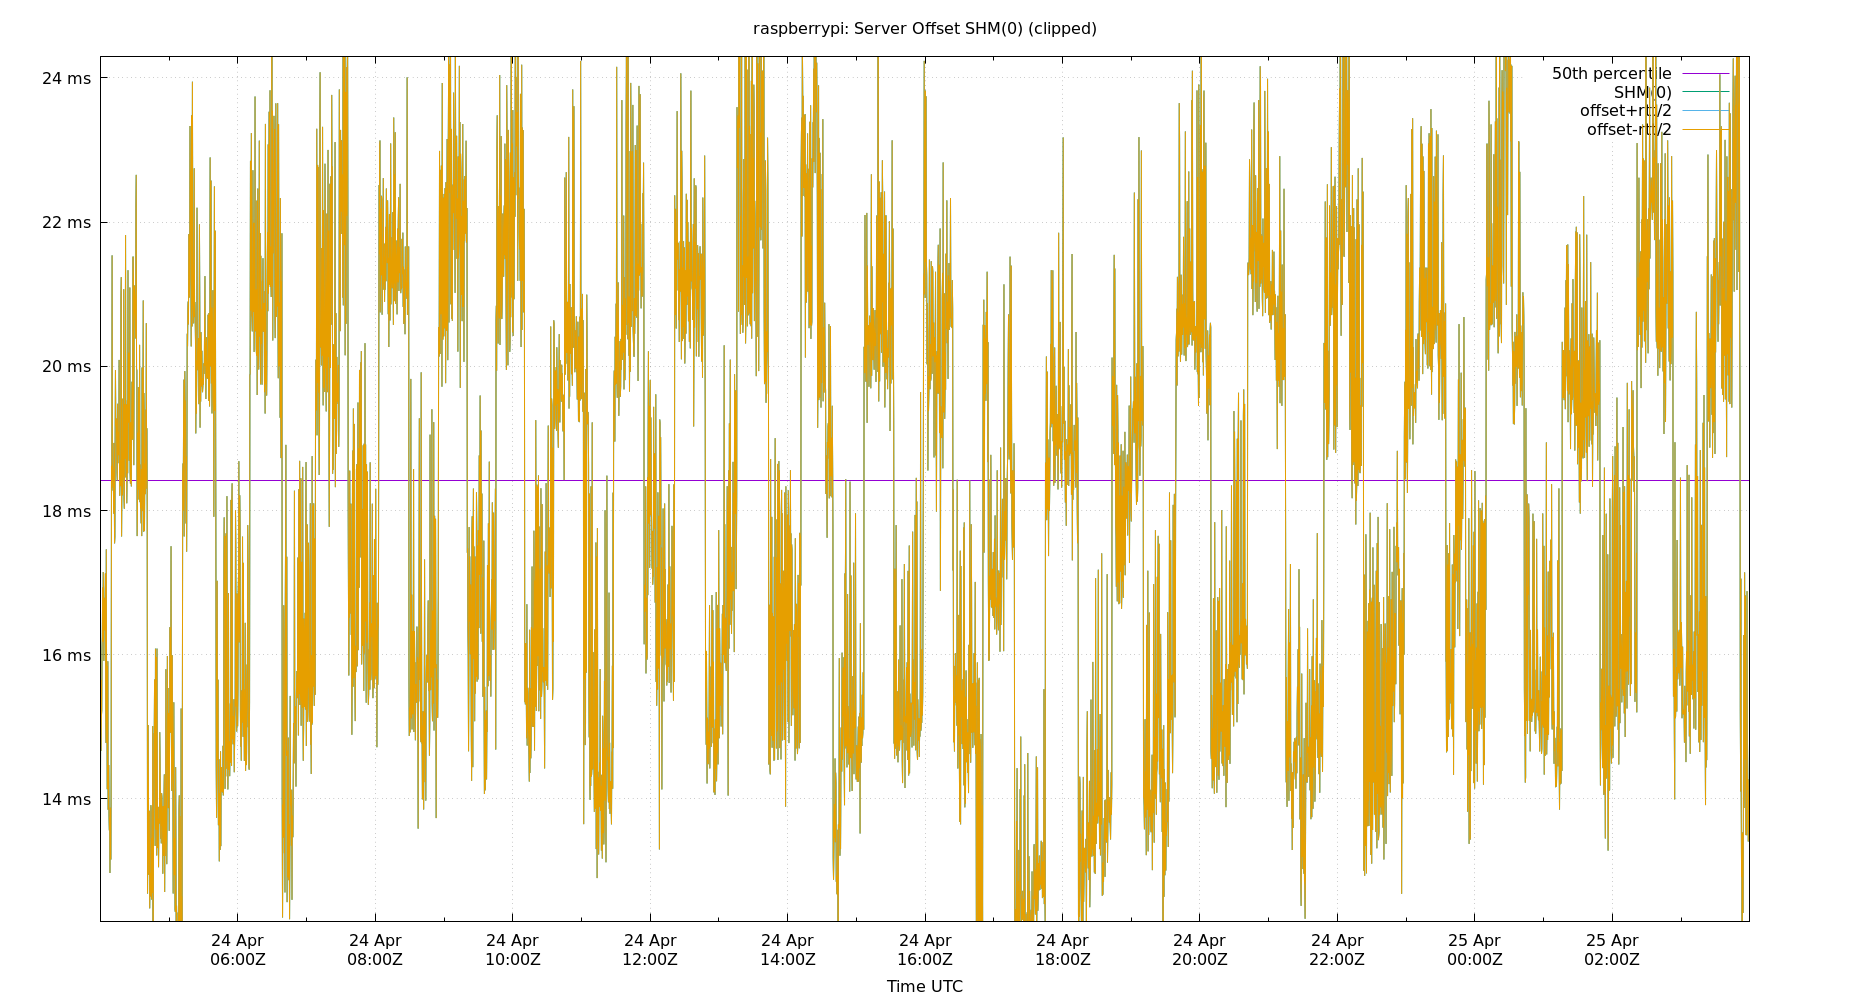 raspberrypi: Server Offset SHM(0) (clipped)
24 ms
22 ms
20 ms
18 ms
16 ms
14 ms
50th percentile
SHM(0)
offset+rtt/2
offset-rtt/2
24 Apr 24 Apr 24 Apr 24 Apr 24 Apr 24 Apr 24 Apr 24 Apr 24 Apr 25 Apr 25 Apr
06:00Z 08:00Z 10:00Z 12:00Z 14:00Z 16:00Z 18:00Z 20:00Z 22:00Z 00:00Z 02:00Z
Time UTC